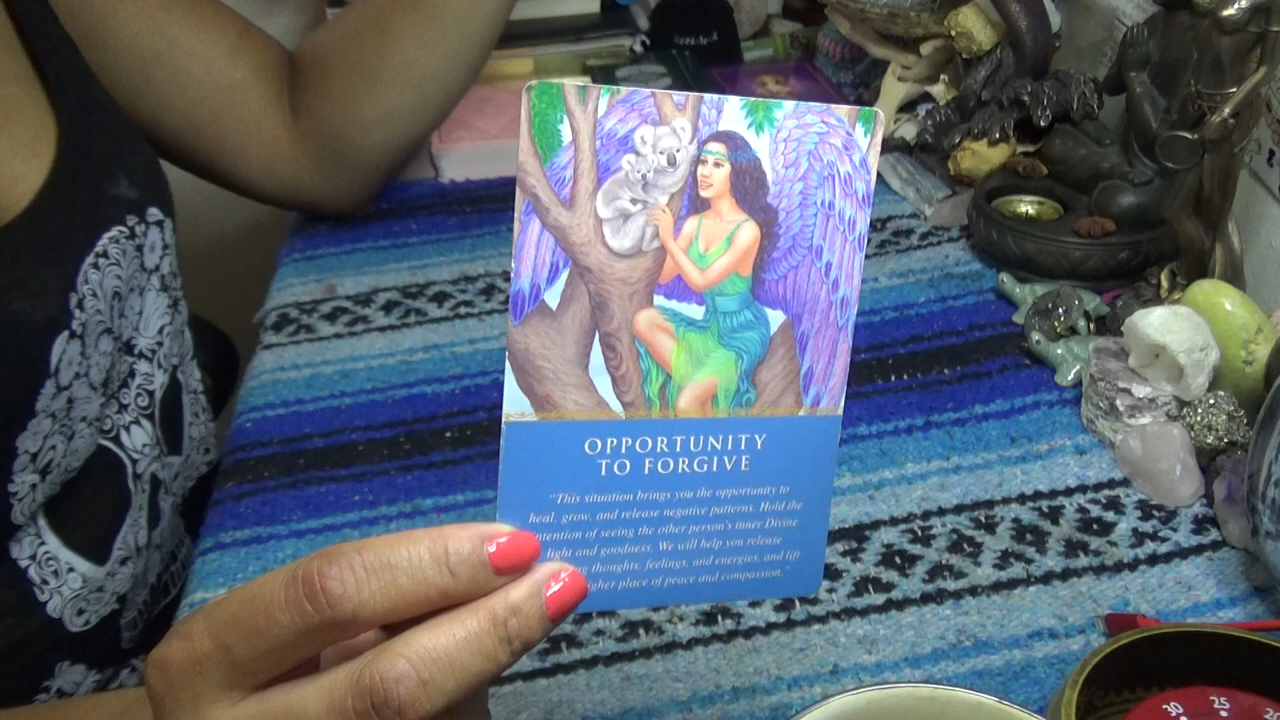 OPPORTUNITY
TO FORGIVE
"This situation brings you the opportunity to
heal, grow, and release negative patterns. Hold the
intention of seeing the other person's inner Divine
light and goodness. We will help you release
thoughts, feelings, and energies, and lift
higher place of peace and compassion."
30 25